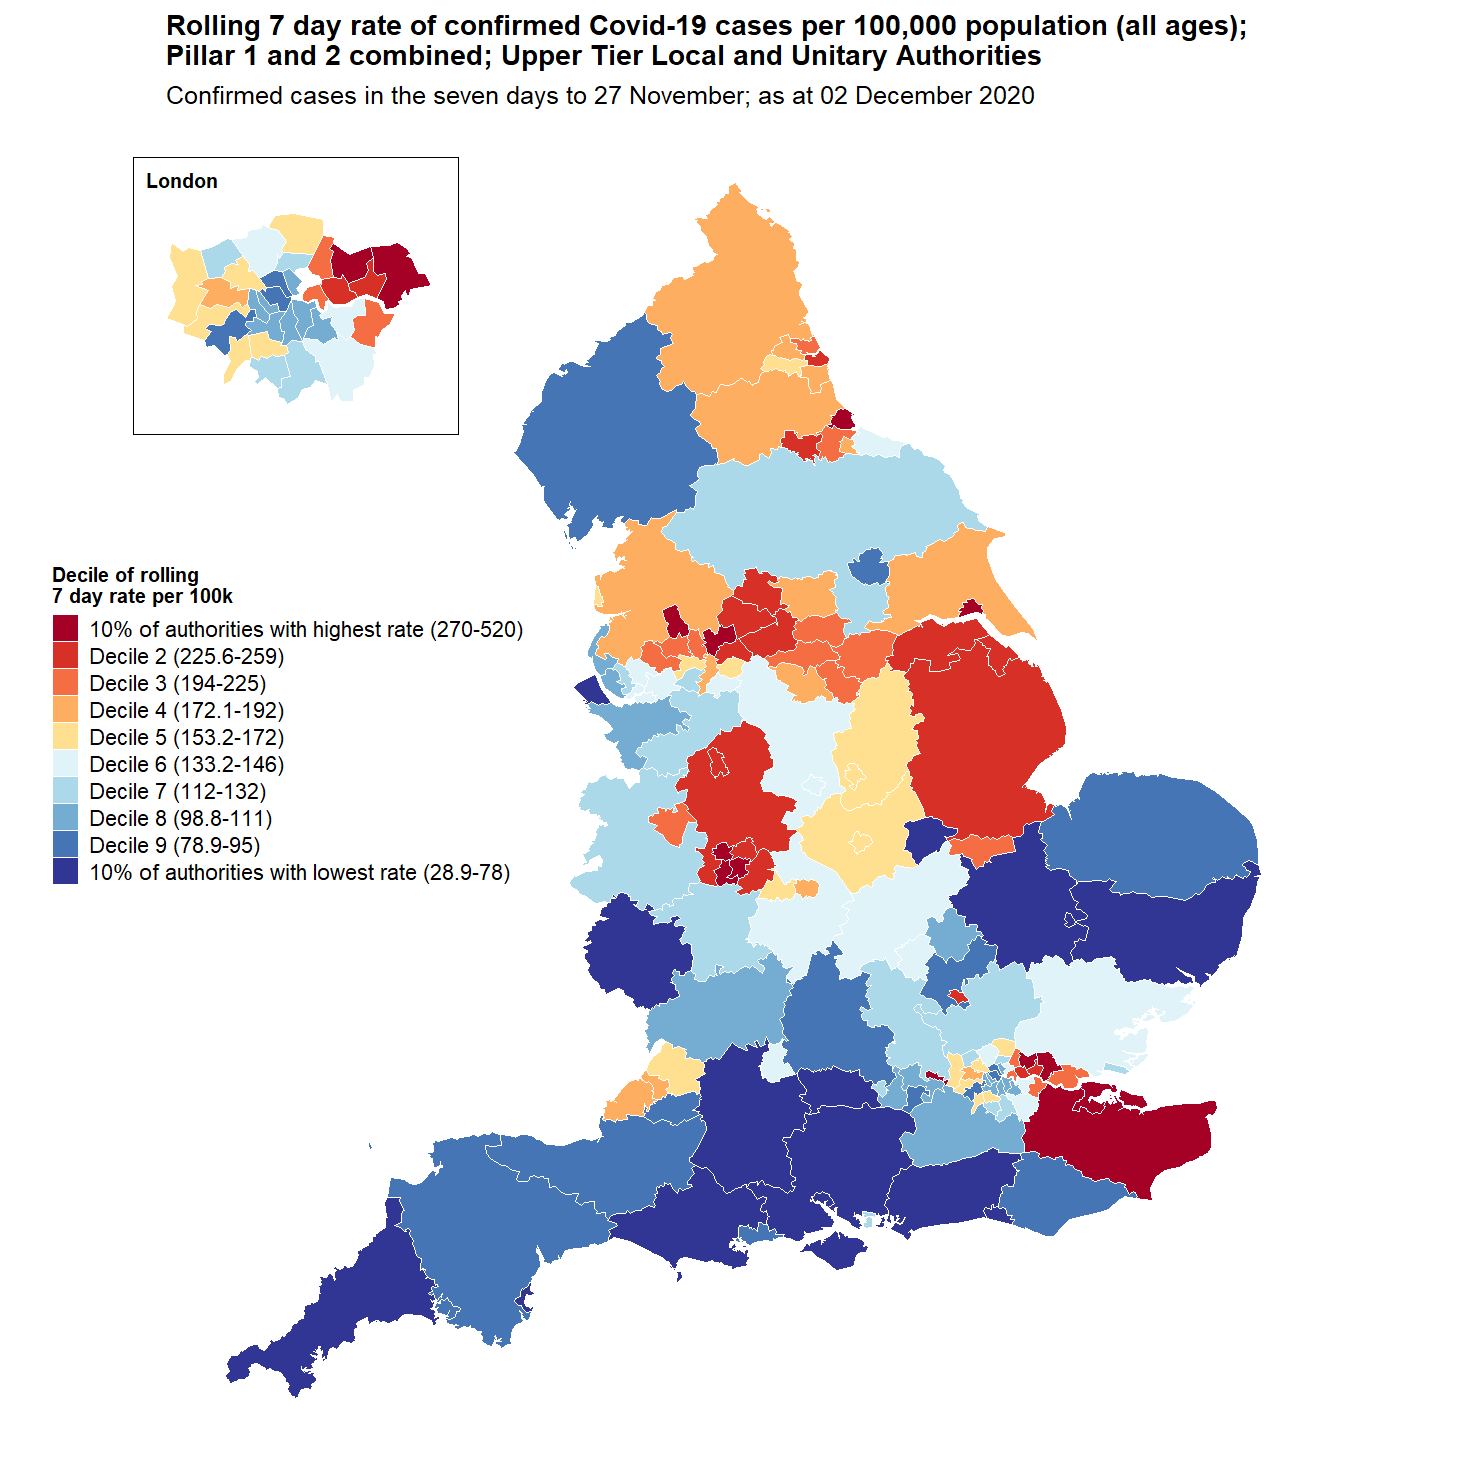 Rolling 7 day rate of confirmed Covid-19 cases per 100,000 population (all ages);
Pillar 1 and 2 combined; Upper Tier Local and Unitary Authorities
Confirmed cases in the seven days to 27 November; as at 02 December 2020
London
Decile of rolling
7 day rate per 100k
10% of authorities with highest rate (270-520)
Decile 2 (225.6-259)
Decile 3 (194-225)
Decile 4 (172.1-192)
Decile 5 (153.2-172)
Decile 6 (133.2-146)
Decile 7 (112-132)
Decile 8 (98.8-111)
Decile 9 (78.9-95)
10% of authorities with lowest rate (28.9-78)